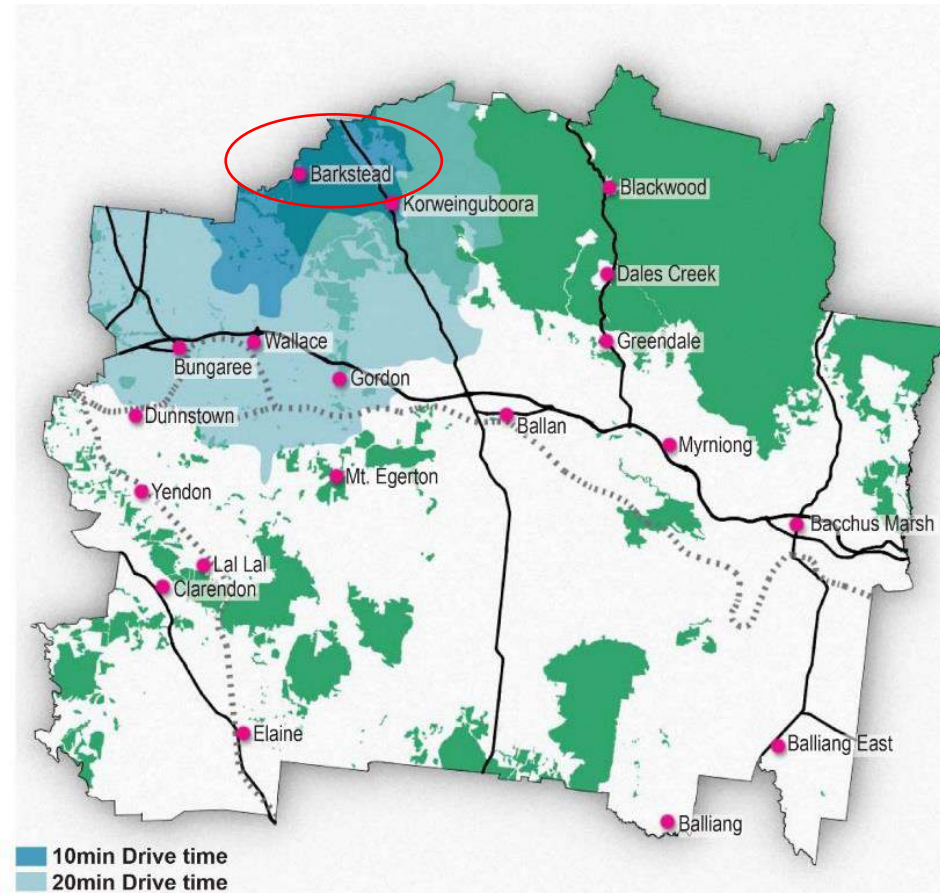 Barkstead
Blackwood
Korweinguboora
Dales Creek
Wallace
Greendale
Bungaree
Gordon
Dunnstown
Ballan
Myrniong
Mt. Egerton
Yendon
Bacchus Marsh
Lal Lal
Clarendon
Elaine
Balliang East
Balliang
10min Drive time
20min Drive time